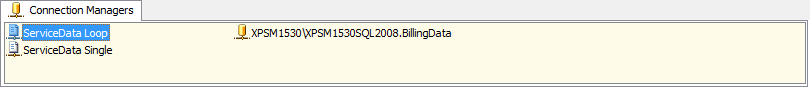 Connection Managers
ServiceData Loop
XPSM1530\XPSM1530SQL2008.BillingData
ServiceData Single